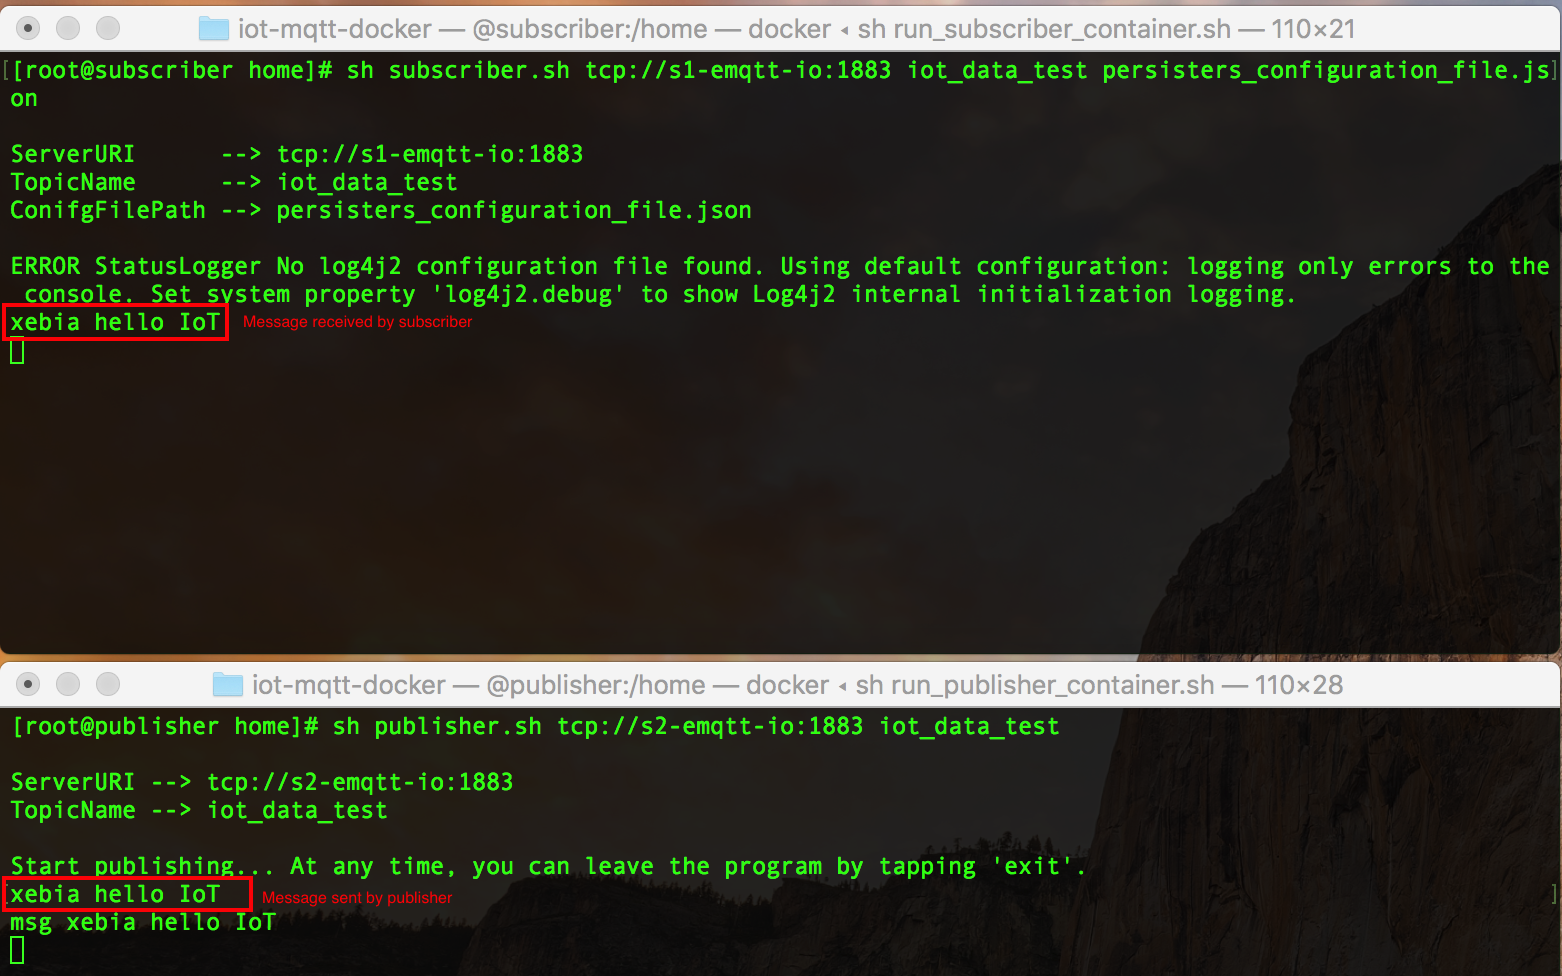 iot-mqtt-docker — @subscriber:/home — docker ◂ sh run_subscriber_container.sh — 110×21
[[root@subscriber home]# sh subscriber.sh tcp://s1-emqtt-io:1883 iot_data_test persisters_configuration_file.js]
on
ServerURI --> tcp://s1-emqtt-io:1883
TopicName --> iot_data_test
ConifgFilePath --> persisters_configuration_file.json
ERROR StatusLogger No log4j2 configuration file found. Using default configuration: logging only errors to the
console. Set system property 'log4j2.debug' to show Log4j2 internal initialization logging.
xebia hello IoT Message received by subscriber
iot-mqtt-docker — @publisher:/home — docker ◂ sh run_publisher_container.sh — 110×28
[root@publisher home]# sh publisher.sh tcp://s2-emqtt-io:1883 iot_data_test
ServerURI --> tcp://s2-emqtt-io:1883
TopicName --> iot_data_test
Start publishing... At any time, you can leave the program by tapping 'exit'.
[xebia hello IoT Message sent by publisher ]
msg xebia hello IoT